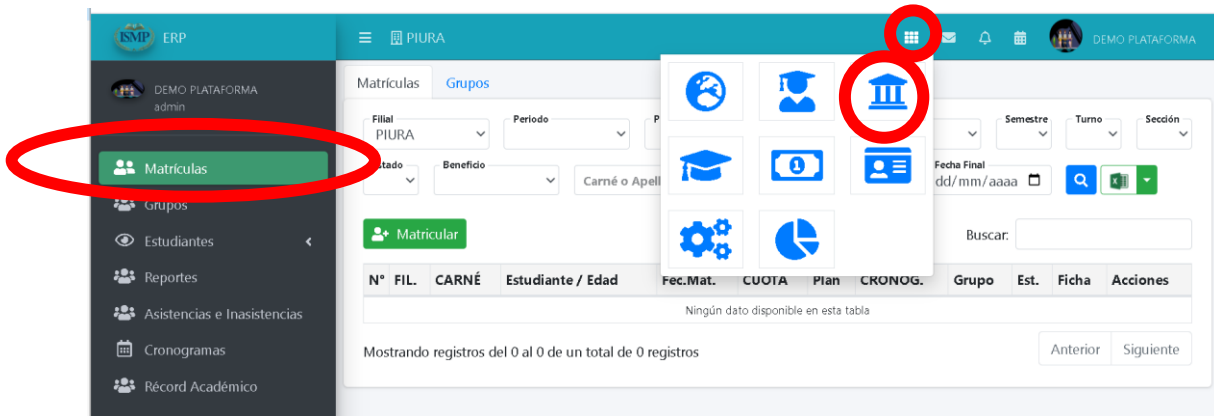 ISMP ERP
PIURA
DEMO PLATAFORMA
DEMO PLATAFORMA
admin
Matrículas
Grupos
Estudiantes
Reportes
Asistencias e Inasistencias
Cronogramas
Récord Académico
Matrículas Grupos
Filial Periodo P Semestre Turno Sección
PIURA
tado Beneficio Fecha Final
Carné o Apell dd/mm/aaaa
Matricular Buscar:
N° FIL. CARNÉ Estudiante / Edad Fec.Mat. CUOTA Plan CRONOG. Grupo Est. Ficha Acciones
Ningún dato disponible en esta tabla
Mostrando registros del 0 al 0 de un total de 0 registros Anterior Siguiente